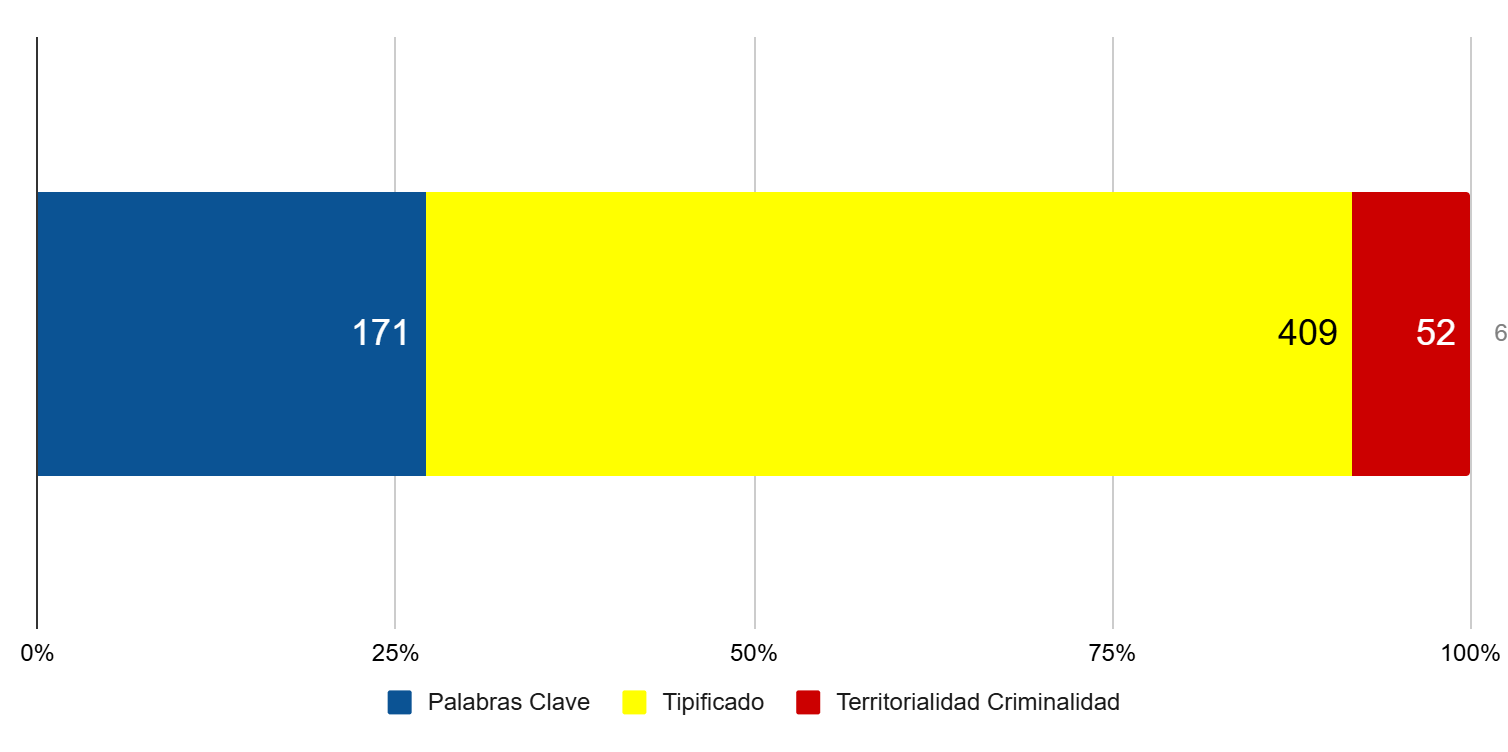 171 409 52 6
0% 25% 50% 75% 100%
Palabras Clave Tipificado Territorialidad Criminalidad